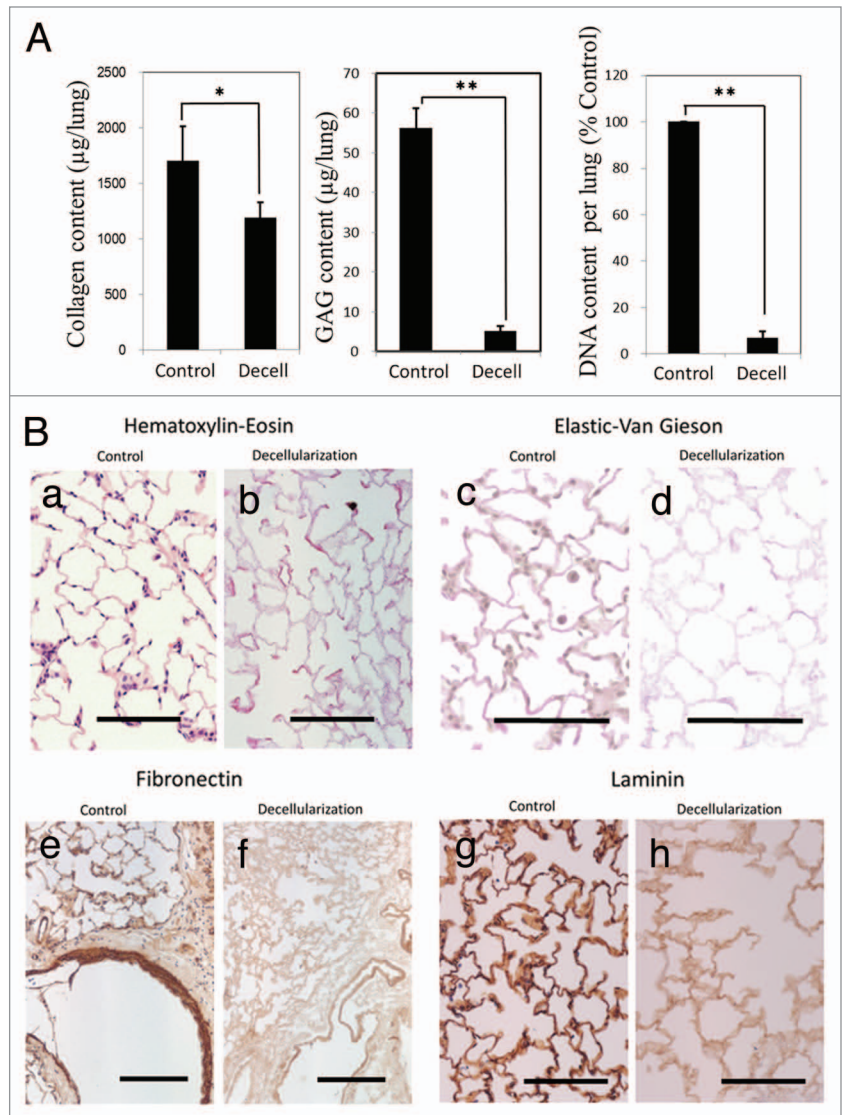 A
Collagen content (µg/lung)
2500
2000
1500
1000
500
0
*
Control Decell
GAG content (µg/lung)
70
60
50
40
30
20
10
0
**
Control Decell
DNA content per lung (% Control)
120
100
80
60
40
20
0
**
Control Decell
B
Hematoxylin-Eosin
Control Decellularization
a b
Elastic-Van Gieson
Control Decellularization
c d
Fibronectin
Control Decellularization
e f
Laminin
Control Decellularization
g h